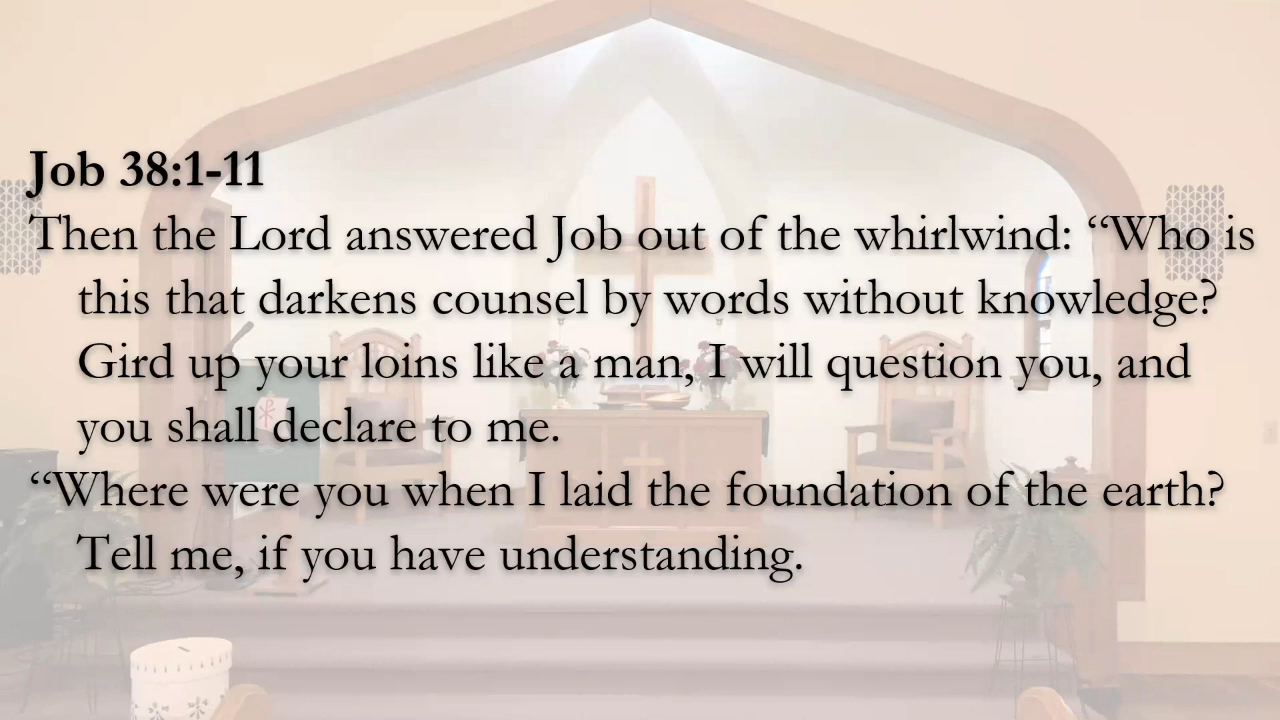 Job 38:1-11
Then the Lord answered Job out of the whirlwind: “Who is
this that darkens counsel by words without knowledge?
Gird up your loins like a man, I will question you, and
you shall declare to me.
“Where were you when I laid the foundation of the earth?
Tell me, if you have understanding.